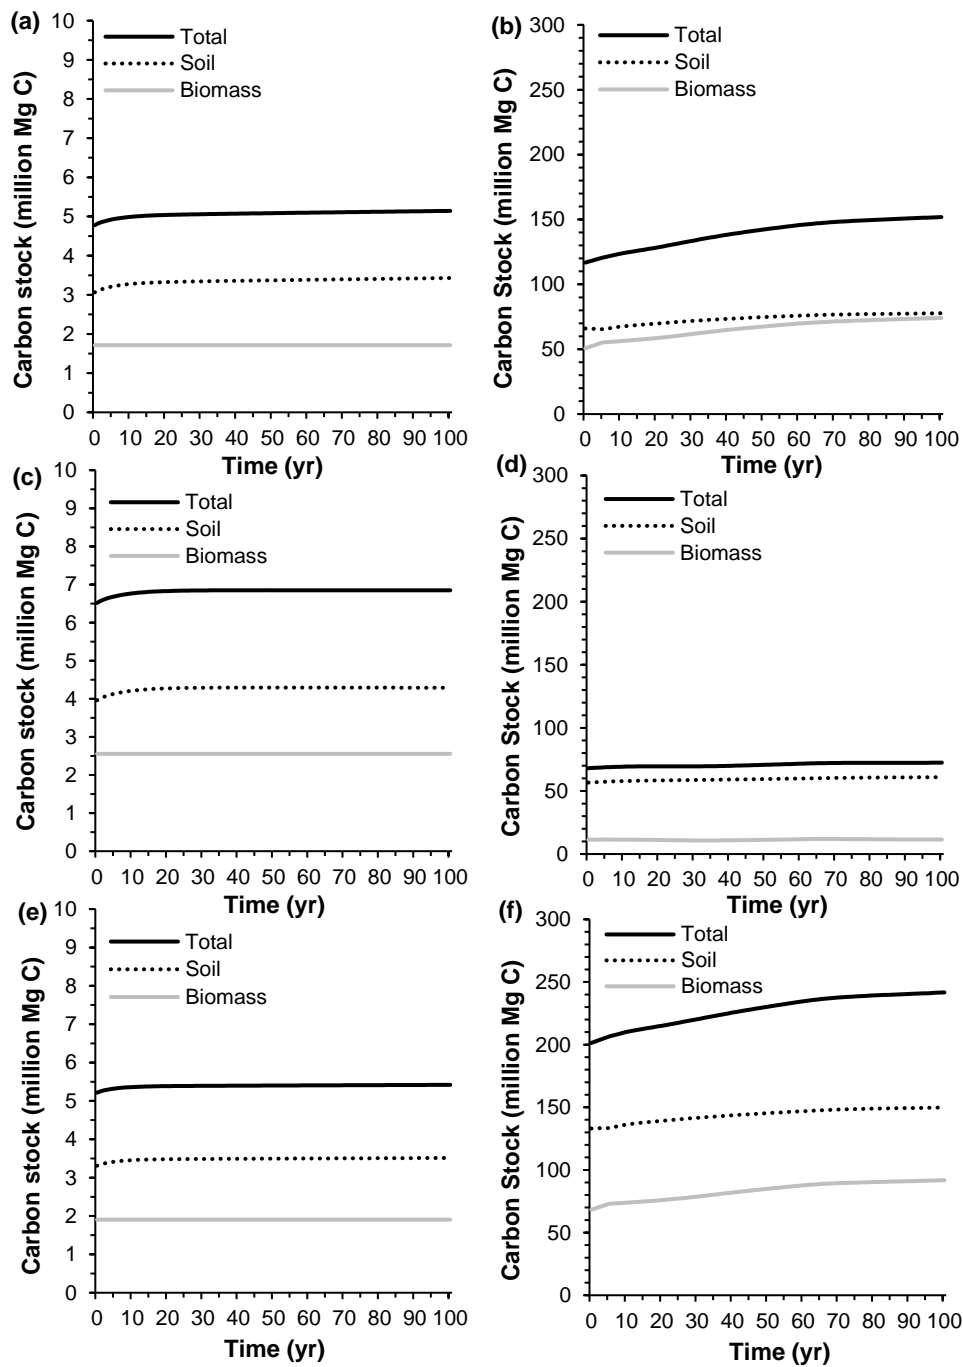 (a)
Carbon stock (million Mg C)
10
9
8
7
6
5
4
3
2
1
0
Total
Soil
Biomass
0 10 20 30 40 50 60 70 80 90 100
Time (yr)
(b)
Carbon Stock (million Mg C)
300
250
200
150
100
50
0
Total
Soil
Biomass
0 10 20 30 40 50 60 70 80 90 100
Time (yr)
(c)
Carbon stock (million Mg C)
10
9
8
7
6
5
4
3
2
1
0
Total
Soil
Biomass
0 10 20 30 40 50 60 70 80 90 100
Time (yr)
(d)
Carbon Stock (million Mg C)
300
250
200
150
100
50
0
Total
Soil
Biomass
0 10 20 30 40 50 60 70 80 90 100
Time (yr)
(e)
Carbon stock (million Mg C)
10
9
8
7
6
5
4
3
2
1
0
Total
Soil
Biomass
0 10 20 30 40 50 60 70 80 90 100
Time (yr)
(f)
Carbon Stock (million Mg C)
300
250
200
150
100
50
0
Total
Soil
Biomass
0 10 20 30 40 50 60 70 80 90 100
Time (yr)